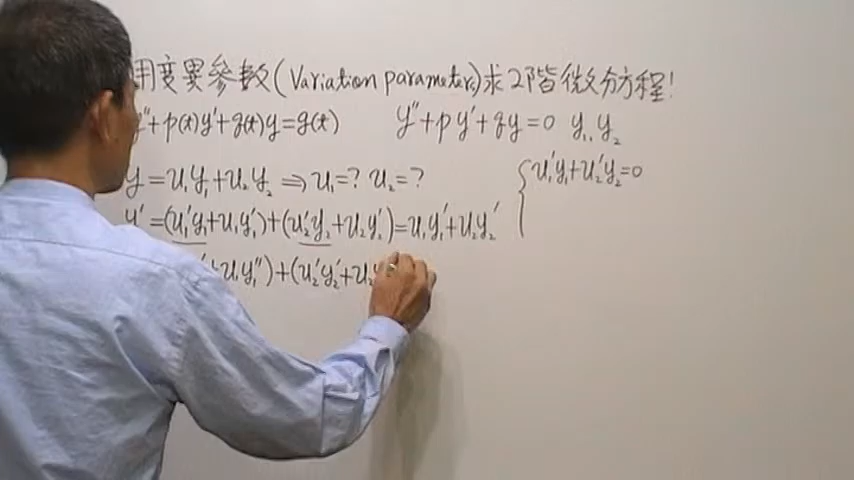 用變異參數(Variation parameters)求2階微分方程!
y''+p(t)y'+g(t)y=g(t) y''+py'+qy=0 y₁, y₂
y=u₁y₁+u₂y₂ ⇒ u₁=? u₂=? { u₁'y₁+u₂'y₂=0
y'=(u₁'y₁+u₁y₁')+(u₂'y₂+u₂y₂')=u₁y₁'+u₂y₂'
+u₁y₁'')+(u₂'y₂'+u₂